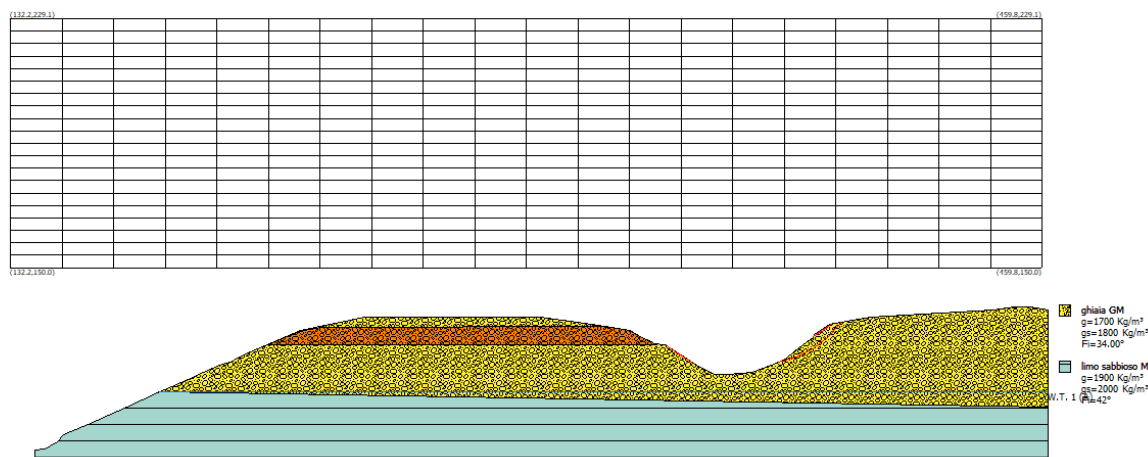 (132.2,229.1)
(459.8,229.1)
(132.2,150.0)
(459.8,150.0)
ghiaia GM
g=1700 Kg/m³
gs=1800 Kg/m³
Fi=34.00°
limo sabbioso M
g=1900 Kg/m³
gs=2000 Kg/m³
W.T. 1
=42°